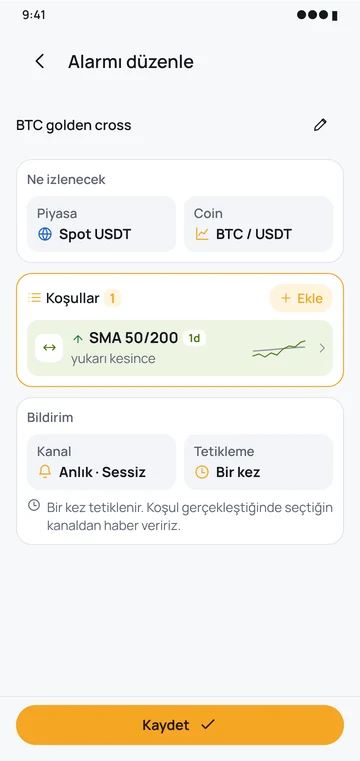 9:41
Alarmı düzenle
BTC golden cross
Ne izlenecek
Piyasa
Spot USDT
Coin
BTC / USDT
Koşullar 1
+ Ekle
SMA 50/200 1d
yukarı kesince
Bildirim
Kanal
Anlık · Sessiz
Tetikleme
Bir kez
Bir kez tetiklenir. Koşul gerçekleştiğinde seçtiğin
kanaldan haber veririz.
Kaydet